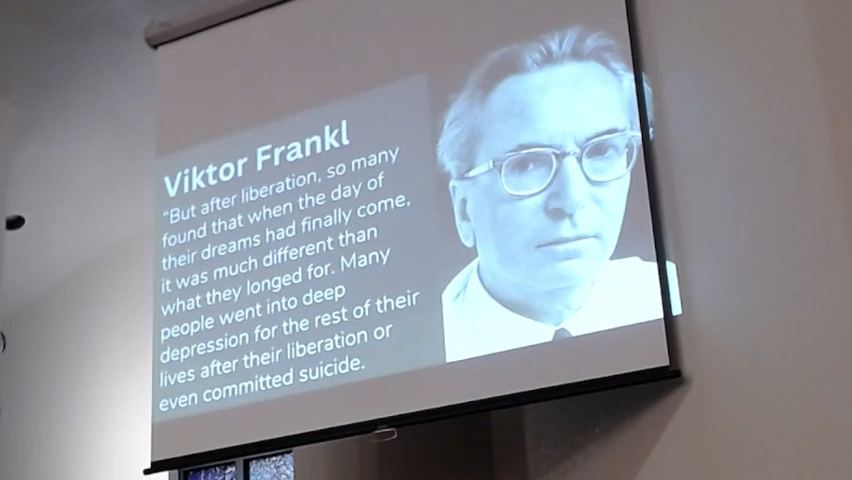 Viktor Frankl
“But after liberation, so many
found that when the day of
their dreams had finally come,
it was much different than
what they longed for. Many
people went into deep
depression for the rest of their
lives after their liberation or
even committed suicide.